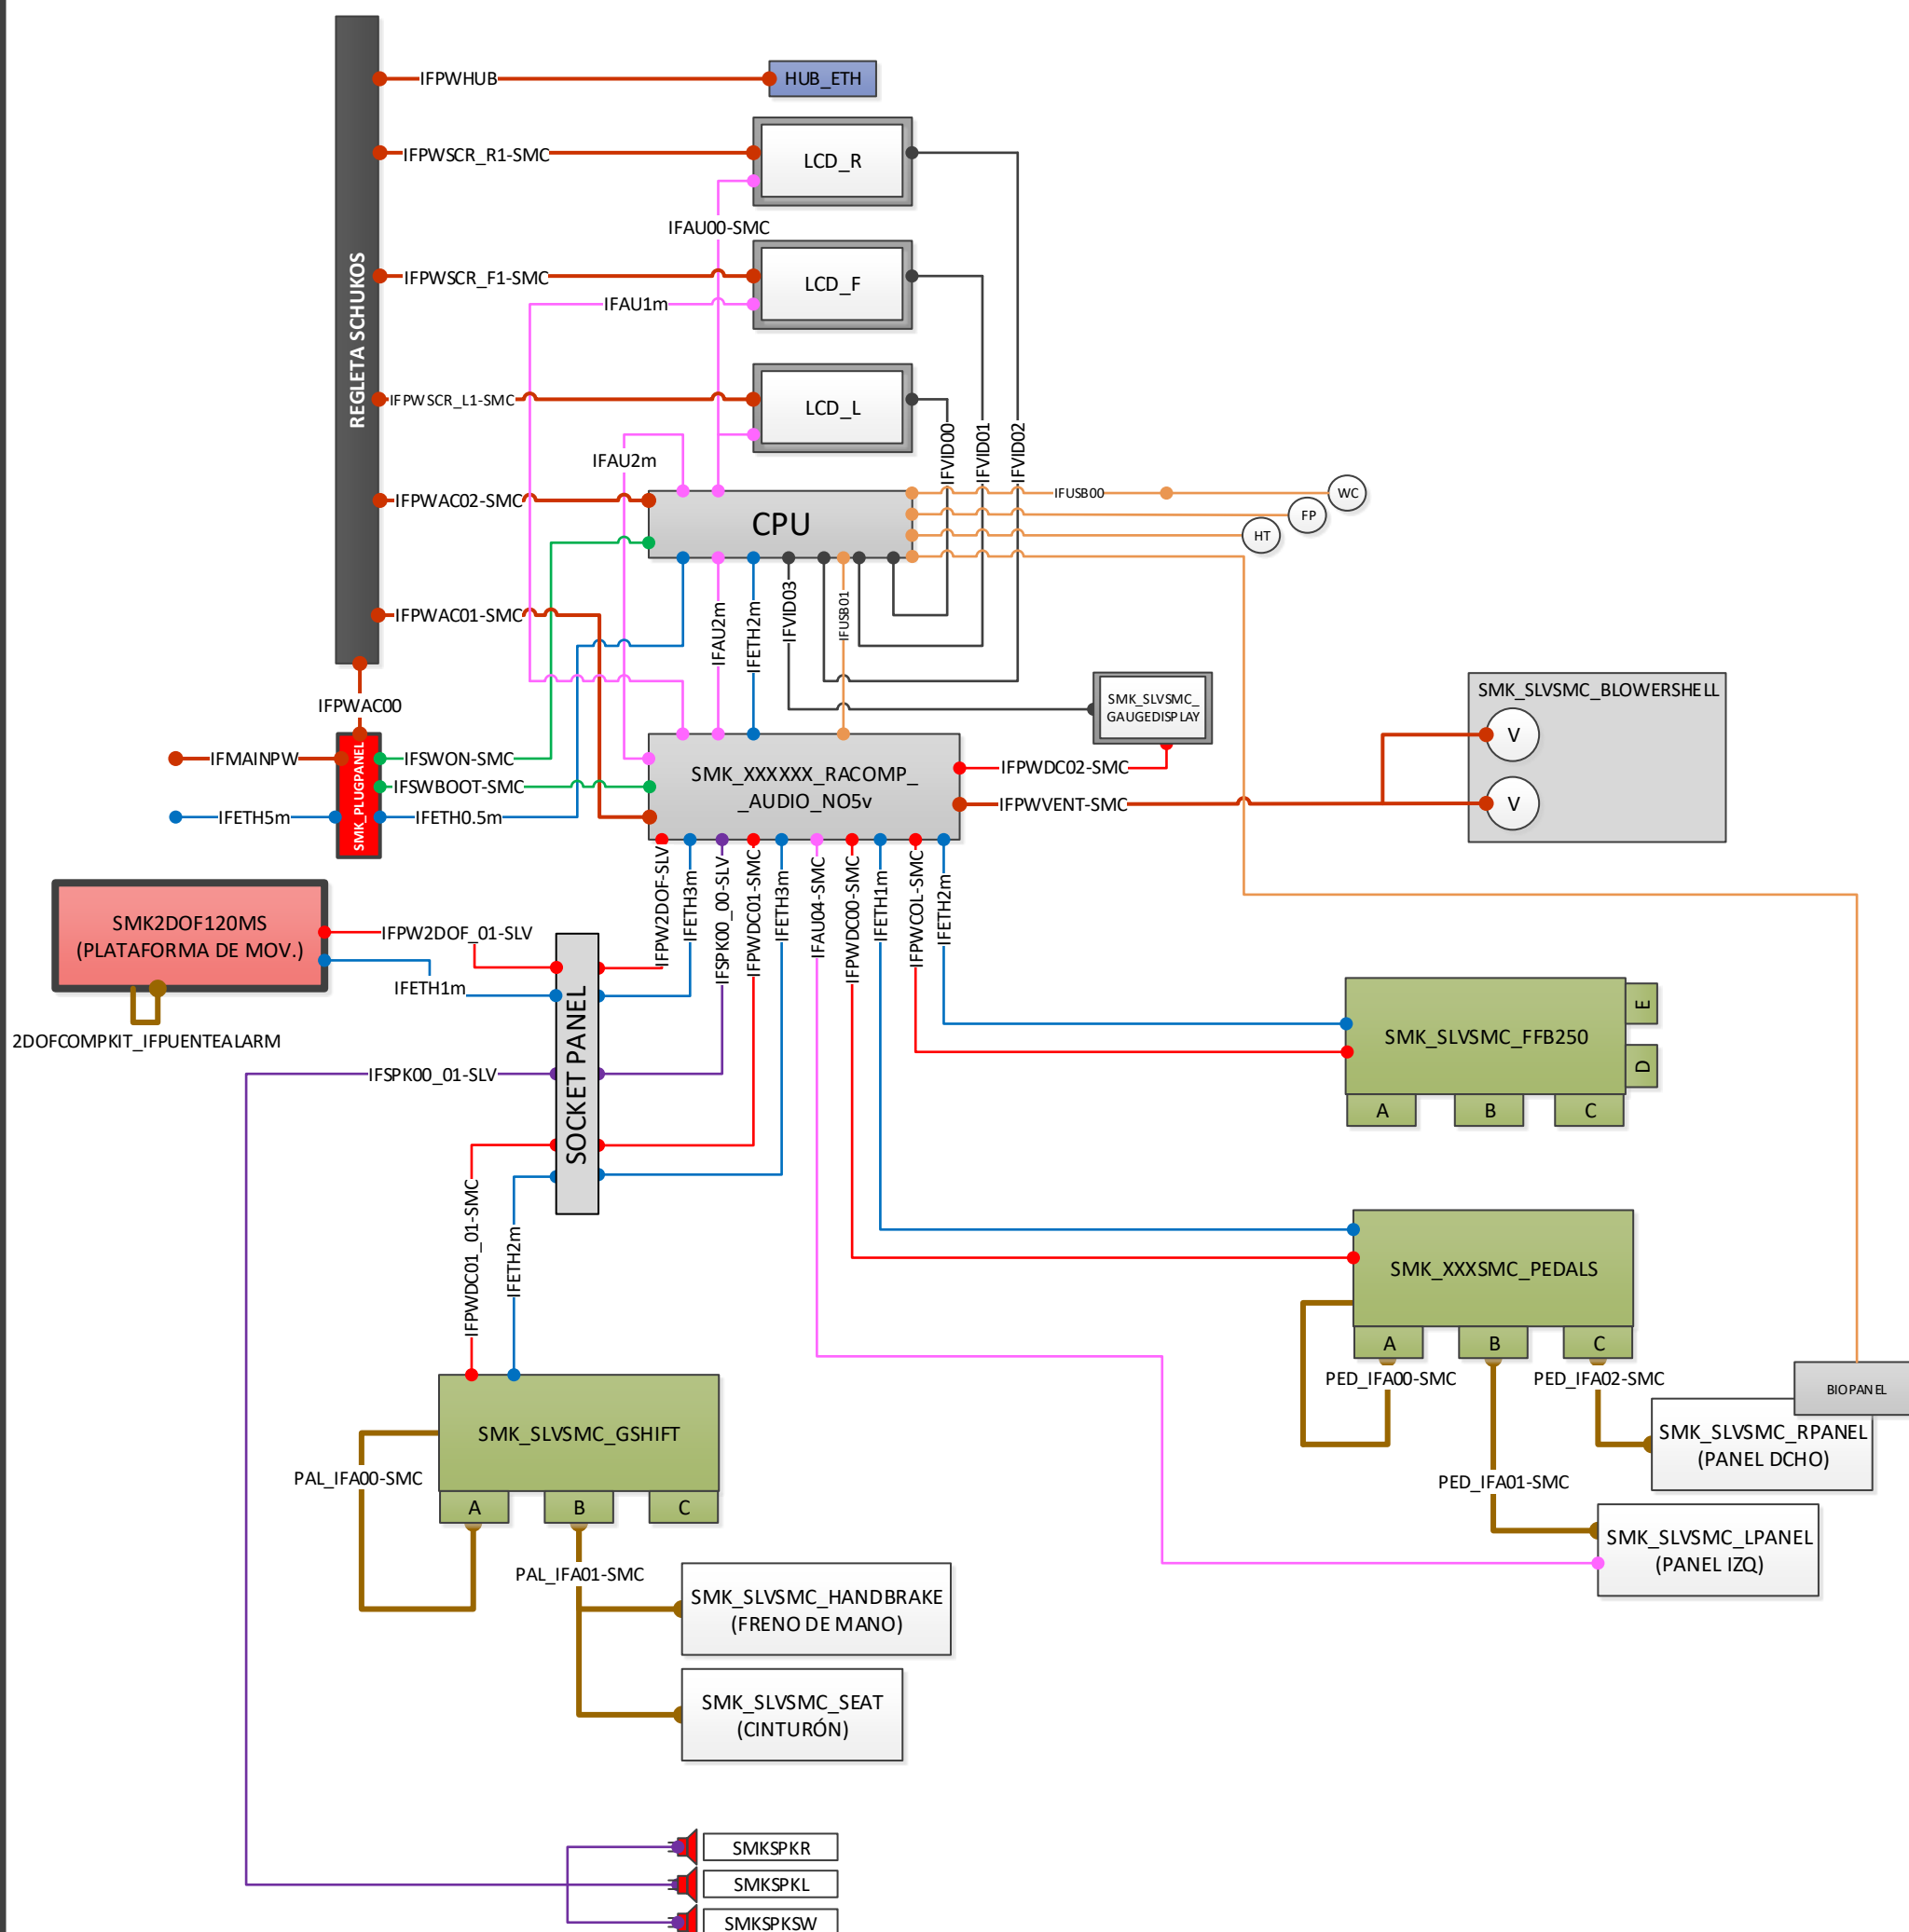 IFPWHUB
HUB_ETH
IFPWSCR_R1-SMC
LCD_R
IFAU00-SMC
REGLETA SCHUKOS
IFPWSCR_F1-SMC
LCD_F
IFAU1m
IFPWSCR_L1-SMC
LCD_L
IFVID00
IFVID01
IFVID02
IFAU2m
IFPWAC02-SMC
CPU
IFUSB00
WC
FP
HT
IFPWAC01-SMC
IFAU2m
IFETH2m
IFVID03
IFUSB01
IFPWAC00
SMK_SLVSMC_
GAUGEDISPLAY
SMK_SLVSMC_BLOWERSHELL
V
V
IFMAINPW
SMK_PLUGPANEL
IFSWON-SMC
IFSWBOOT-SMC
IFETH5m
IFETH0.5m
SMK_XXXXXX_RACOMP_
_AUDIO_NO5v
IFPWDC02-SMC
IFPWVENT-SMC
IFPW2DOF-SLV
IFETH3m
IFSPK00_00-SLV
IFPWDC01-SMC
IFETH3m
IFAU04-SMC
IFPWDC00-SMC
IFETH1m
IFPWCOL-SMC
IFETH2m
SMK2DOF120MS
(PLATAFORMA DE MOV.)
IFPW2DOF_01-SLV
IFETH1m
2DOFCOMPKIT_IFPUENTEALARM
SOCKET PANEL
IFSPK00_01-SLV
SMK_SLVSMC_FFB250
E
D
A
B
C
IFPWDC01_01-SMC
IFETH2m
SMK_XXXSMC_PEDALS
A
B
C
PED_IFA00-SMC
PED_IFA02-SMC
BIOPANEL
SMK_SLVSMC_RPANEL
(PANEL DCHO)
PED_IFA01-SMC
SMK_SLVSMC_LPANEL
(PANEL IZQ)
SMK_SLVSMC_GSHIFT
PAL_IFA00-SMC
A
B
C
PAL_IFA01-SMC
SMK_SLVSMC_HANDBRAKE
(FRENO DE MANO)
SMK_SLVSMC_SEAT
(CINTURÓN)
SMKSPKR
SMKSPKL
SMKSPKSW